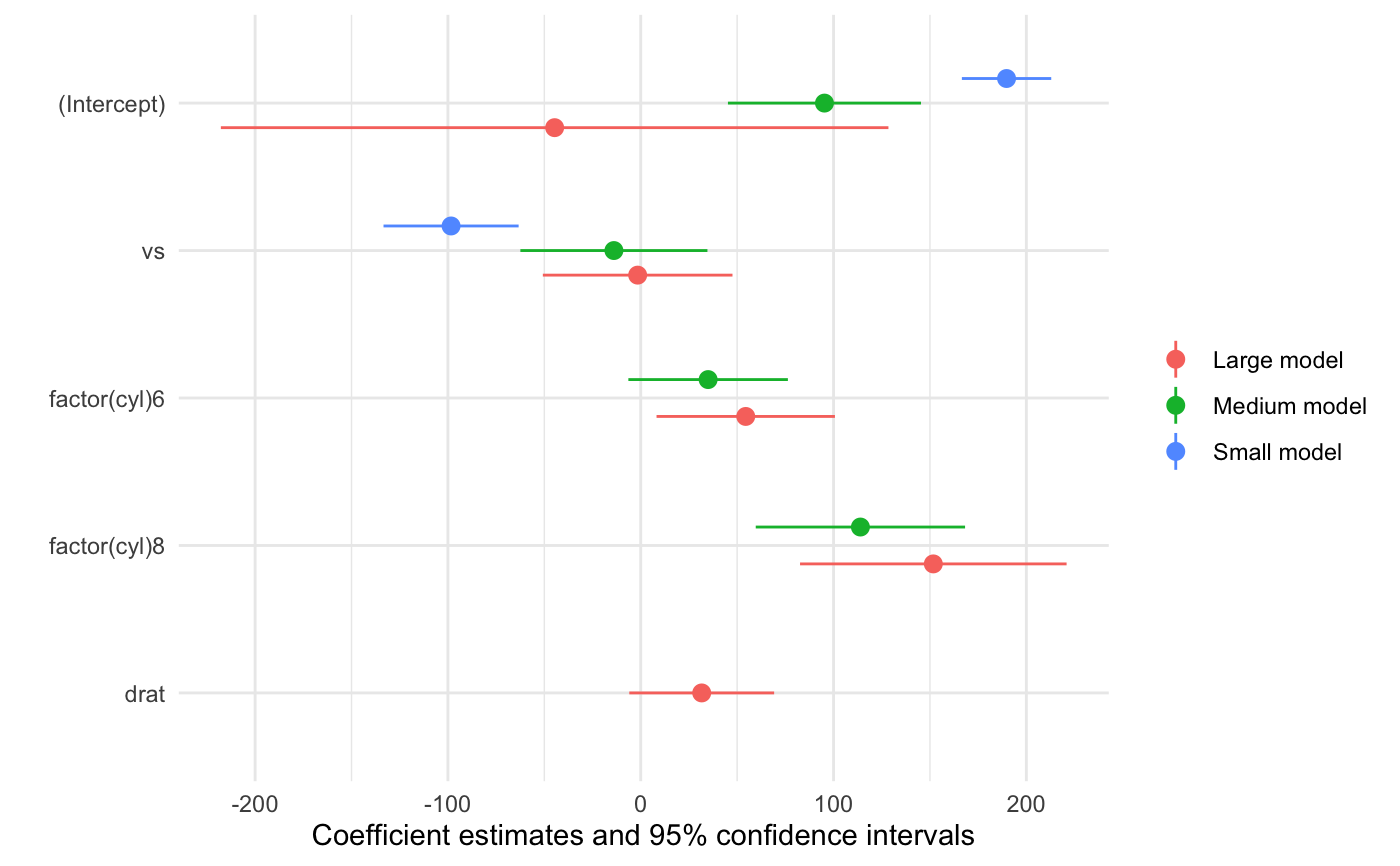 (Intercept)
vs
factor(cyl)6
factor(cyl)8
drat
-200 -100 0 100 200
Coefficient estimates and 95% confidence intervals
Large model
Medium model
Small model